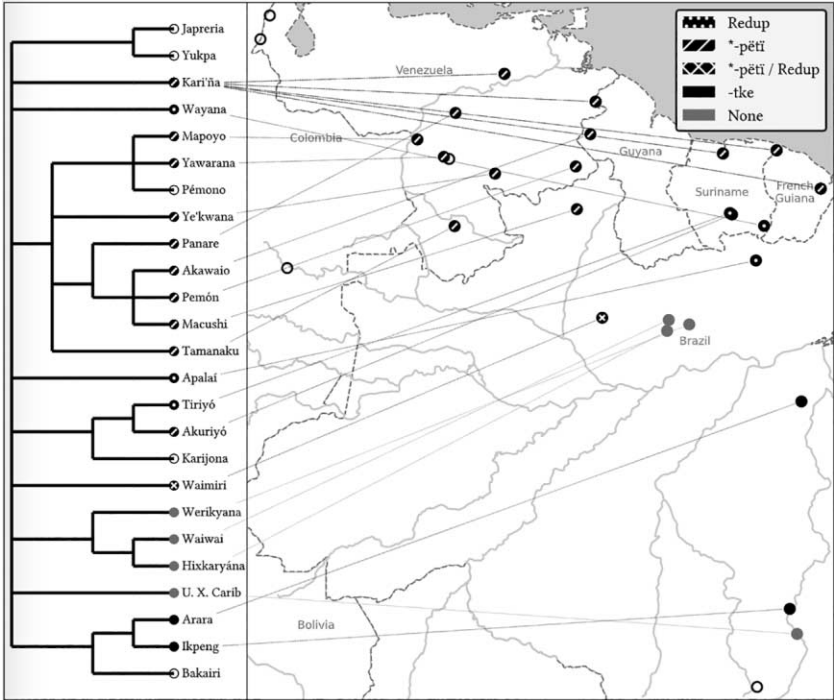 Japreria
Yukpa
Kari'ña
Wayana
Mapoyo
Yawarana
Pémono
Ye'kwana
Panare
Akawaio
Pemón
Macushi
Tamanaku
Apalaí
Tiriyó
Akuriyó
Karijona
Waimiri
Werikyana
Waiwai
Hixkaryána
U. X. Carib
Arara
Ikpeng
Bakairi
Venezuela
Colombia
Guyana
Suriname
French
Guiana
Brazil
Bolivia
Redup
*-pëtï
*-pëtï / Redup
-tke
None